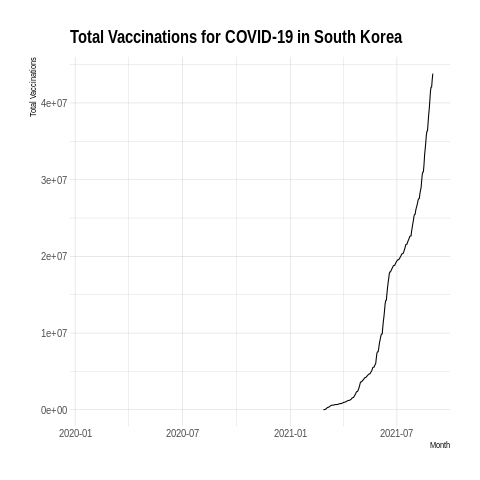 Total Vaccinations for COVID-19 in South Korea
Total Vaccinations
4e+07
3e+07
2e+07
1e+07
0e+00
2020-01
2020-07
2021-01
2021-07
Month